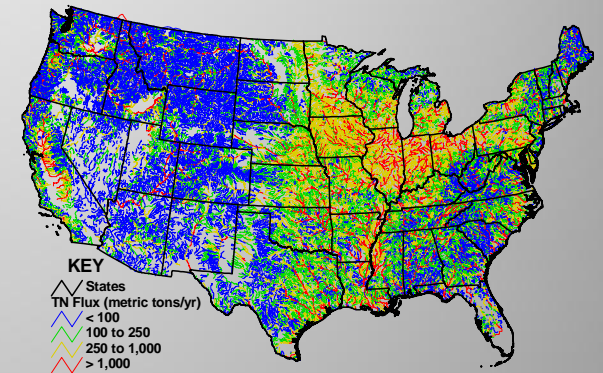 KEY
States
TN Flux (metric tons/yr)
< 100
100 to 250
250 to 1,000
> 1,000